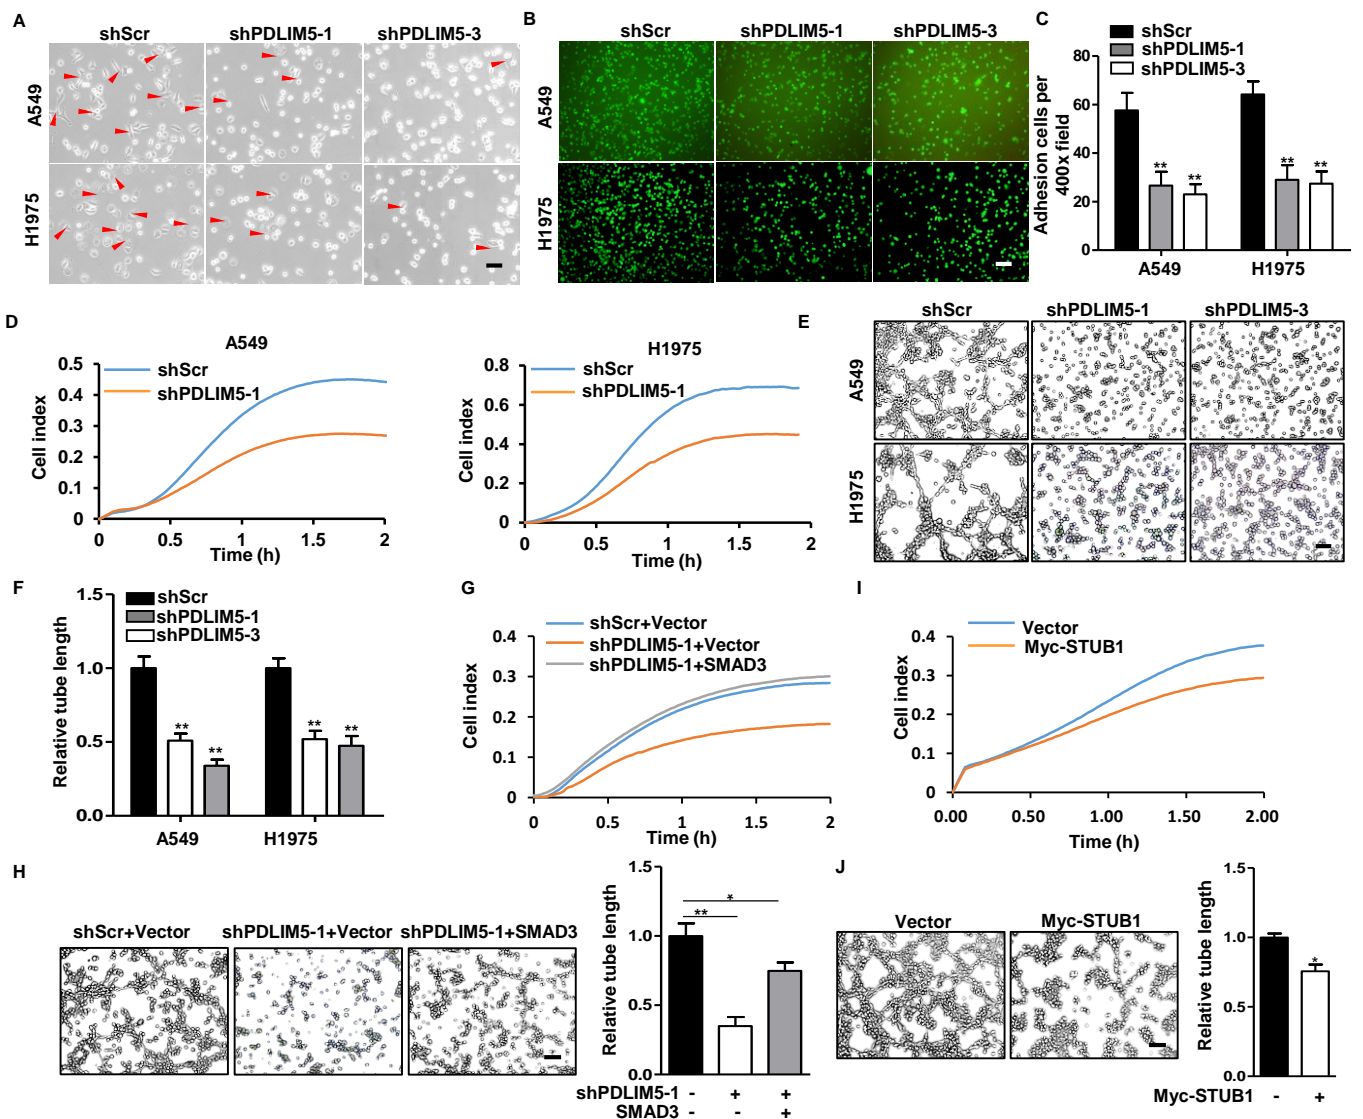 A
shScr shPDLIM5-1 shPDLIM5-3
A549
H1975
B
shScr shPDLIM5-1 shPDLIM5-3
A549
H1975
C
shScr
shPDLIM5-1
shPDLIM5-3
Adhesion cells per
400x field
80
60
40
20
0
** ** ** **
A549 H1975
D
A549
shScr
shPDLIM5-1
Cell index
0.5
0.4
0.3
0.2
0.1
0
0 0.5 1 1.5 2
Time (h)
H1975
shScr
shPDLIM5-1
Cell index
0.8
0.6
0.4
0.2
0
0 0.5 1 1.5 2
Time (h)
E
shScr shPDLIM5-1 shPDLIM5-3
A549
H1975
F
shScr
shPDLIM5-1
shPDLIM5-3
Relative tube length
1.5
1.0
0.5
0.0
** ** ** **
A549 H1975
G
shScr+Vector
shPDLIM5-1+Vector
shPDLIM5-1+SMAD3
Cell index
0.4
0.3
0.2
0.1
0
0 0.5 1 1.5 2
Time (h)
I
Vector
Myc-STUB1
Cell index
0.4
0.3
0.2
0.1
0
0.00 0.50 1.00 1.50 2.00
Time (h)
H
shScr+Vector shPDLIM5-1+Vector shPDLIM5-1+SMAD3
Relative tube length
1.5
1.0
0.5
0.0
*
**
shPDLIM5-1 - + +
SMAD3 - - +
J
Vector Myc-STUB1
Relative tube length
1.5
1.0
0.5
0.0
*
Myc-STUB1 - +